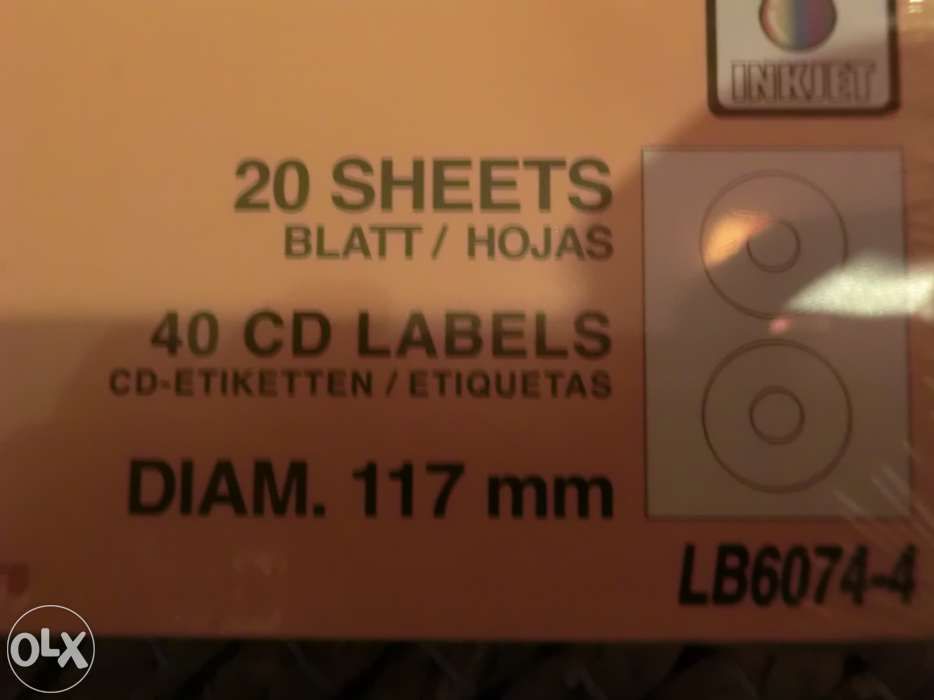 INKJET
20 SHEETS
BLATT / HOJAS
40 CD LABELS
CD-ETIKETTEN / ETIQUETAS
DIAM. 117 mm
LB6074-4
OLX